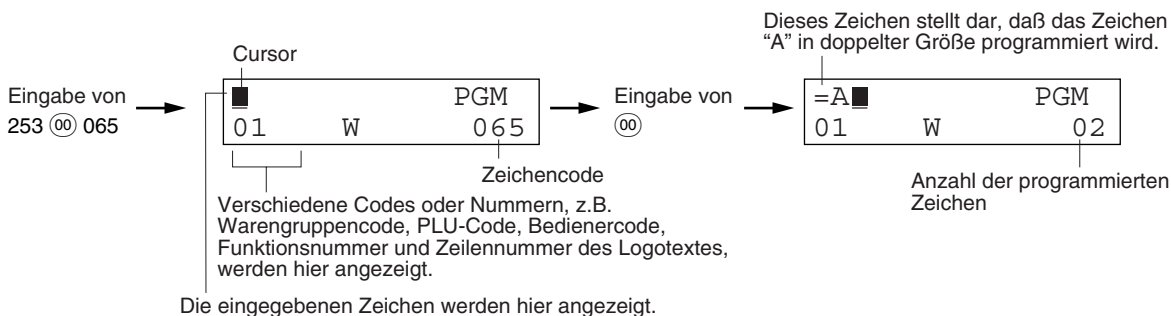 Dieses Zeichen stellt dar, daß das Zeichen
“A” in doppelter Größe programmiert wird.
Cursor
Eingabe von
253 00 065
PGM
01 W 065
Eingabe von
00
=A PGM
01 W 02
Zeichencode
Anzahl der programmierten
Zeichen
Verschiedene Codes oder Nummern, z.B.
Warengruppencode, PLU-Code, Bedienercode,
Funktionsnummer und Zeilennummer des Logotextes,
werden hier angezeigt.
Die eingegebenen Zeichen werden hier angezeigt.